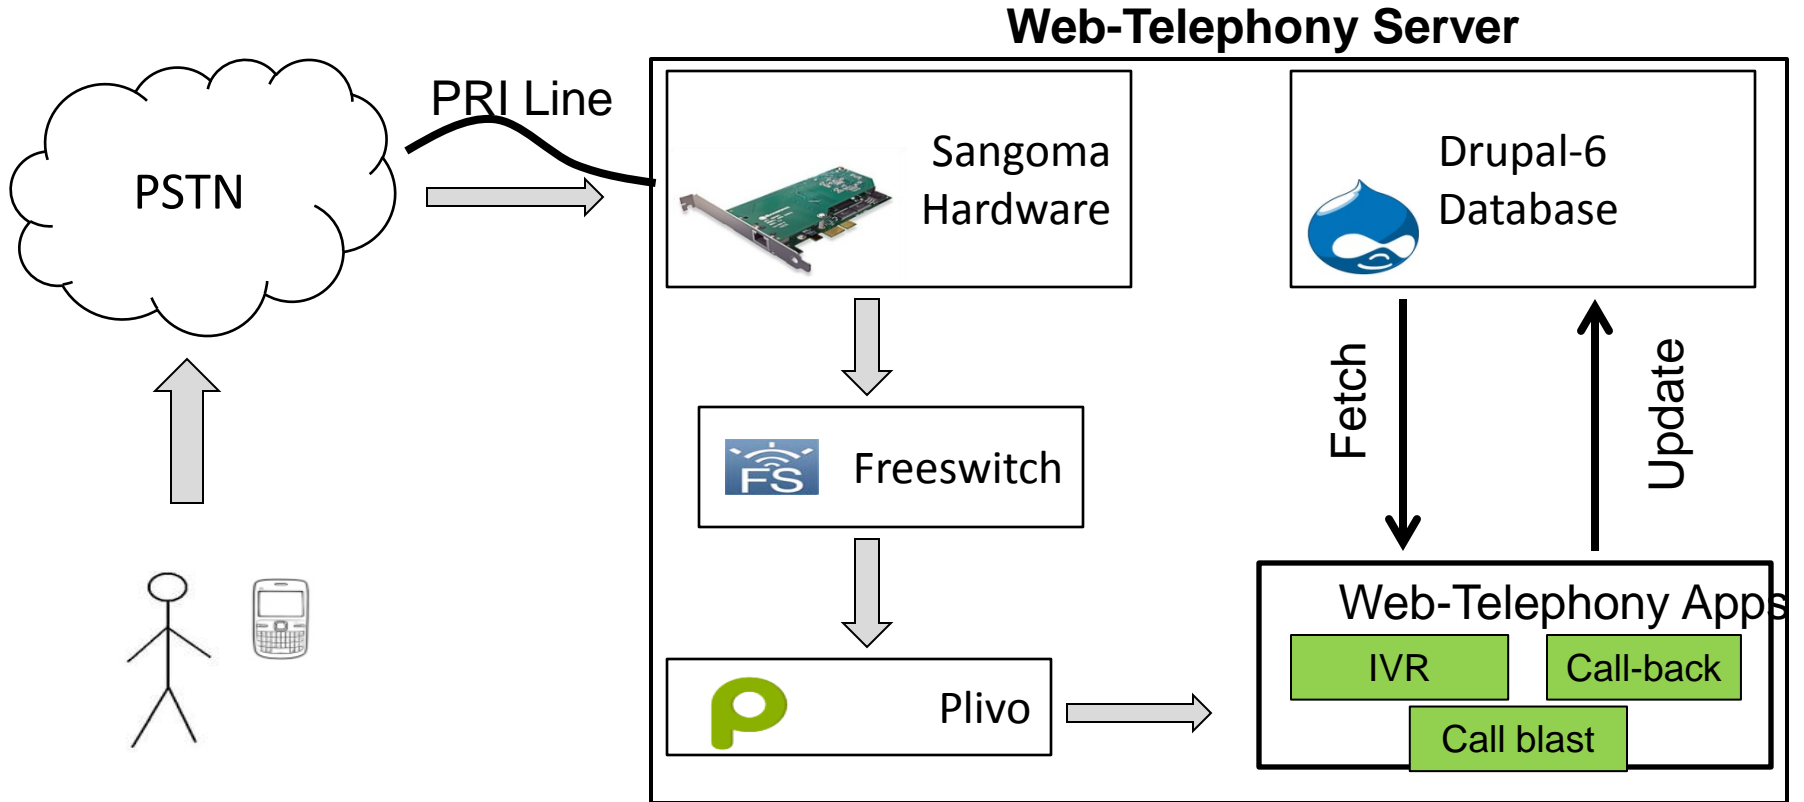 Web-Telephony Server
PRI Line
PSTN
Sangoma
Hardware
Drupal-6
Database
Fetch
Update
FS
Freeswitch
Plivo
Web-Telephony Apps
IVR
Call-back
Call blast